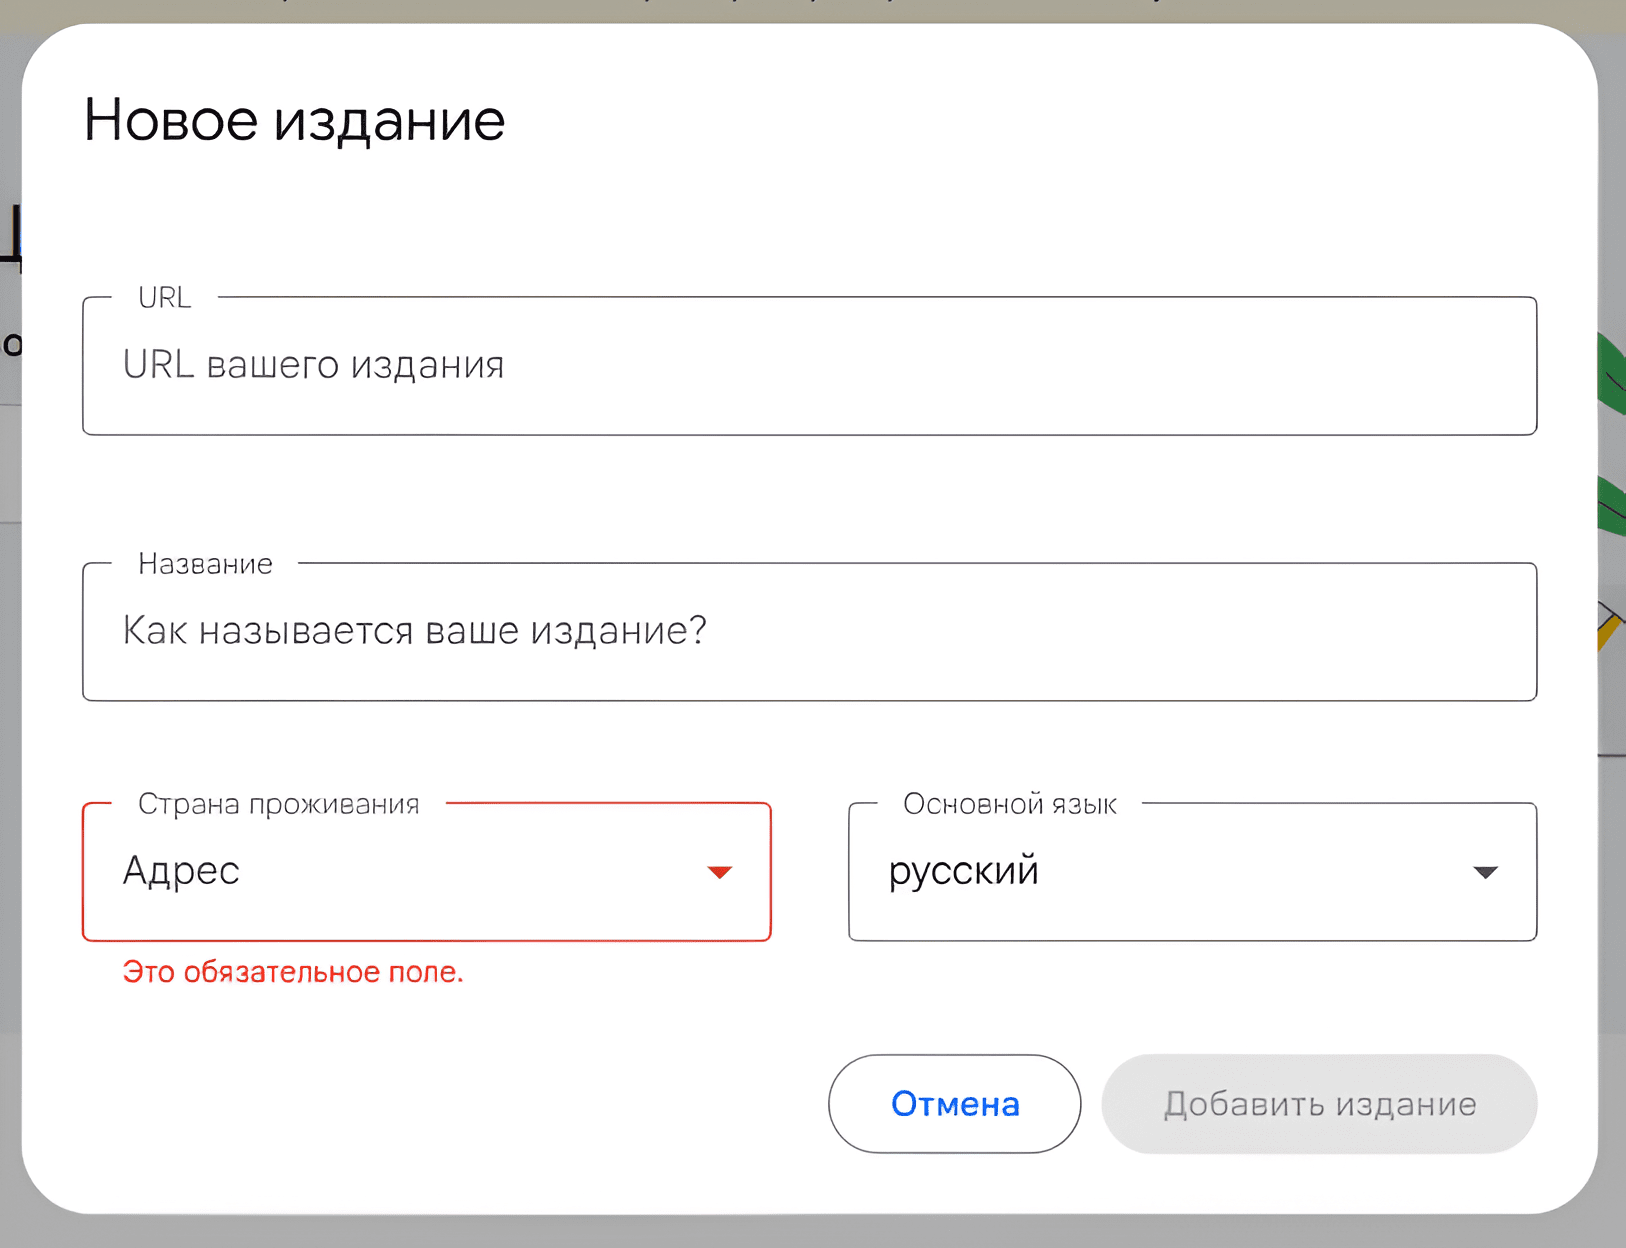 Новое издание
URL
URL вашего издания
Название
Как называется ваше издание?
Страна проживания
Основной язык
Адрес
русский
Это обязательное поле.
Отмена
Добавить издание